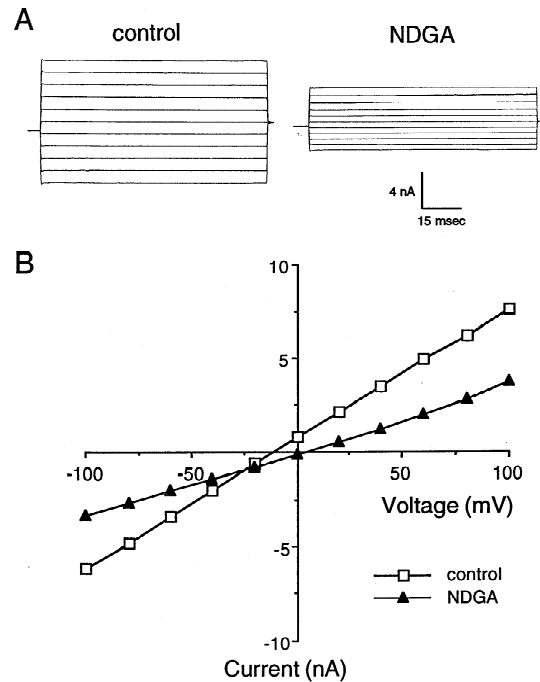 A
control
NDGA
4 nA
15 msec
B
10
5
-100
-50
50
100
Voltage (mV)
-5
control
NDGA
-10
Current (nA)